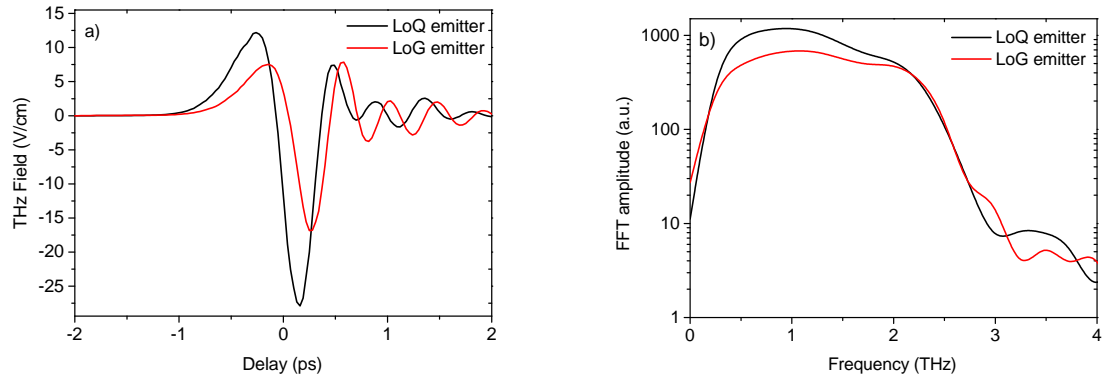 a)
LoQ emitter
LoG emitter
15
10
5
0
-5
-10
-15
-20
-25
THz Field (V/cm)
-2
-1
0
1
2
Delay (ps)
b)
LoQ emitter
LoG emitter
1000
100
10
1
FFT amplitude (a.u.)
0
1
2
3
4
Frequency (THz)